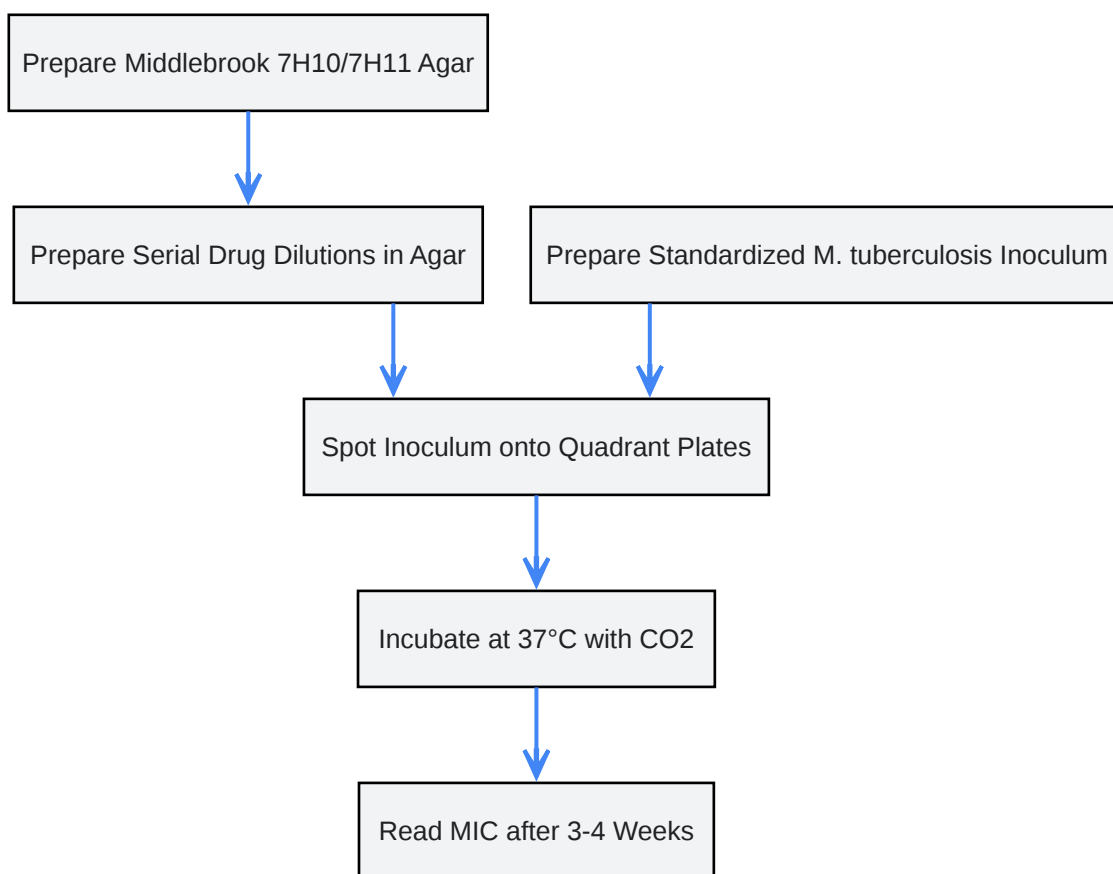 Prepare Middlebrook 7H10/7H11 Agar
Prepare Serial Drug Dilutions in Agar
Prepare Standardized M. tuberculosis Inoculum
Spot Inoculum onto Quadrant Plates
Incubate at 37°C with CO2
Read MIC after 3-4 Weeks